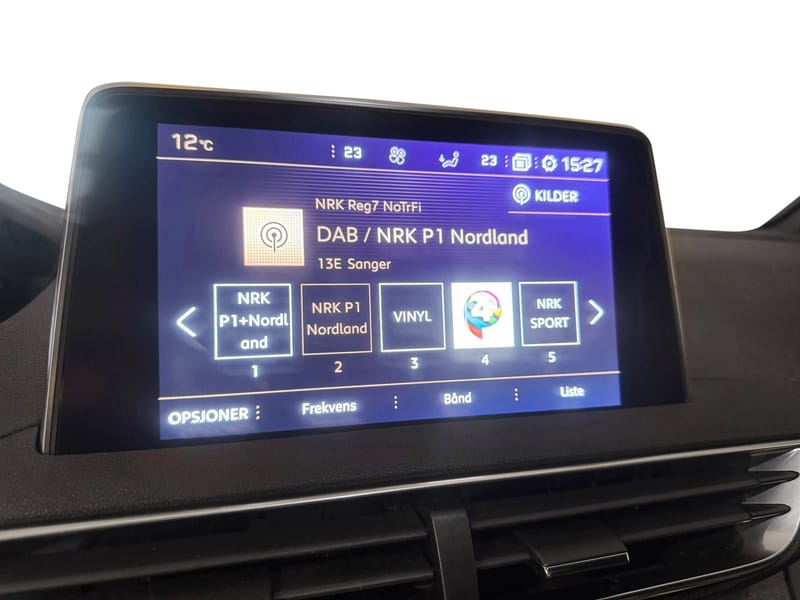 12°C
23
23
15:27
KILDER
NRK Reg7 NoTrFi
DAB / NRK P1 Nordland
13E Sanger
NRK
P1+Nordl
and
NRK P1
Nordland
VINYL
4
NRK
SPORT
1
2
3
4
5
OPSJONER
Frekvens
Bånd
Liste